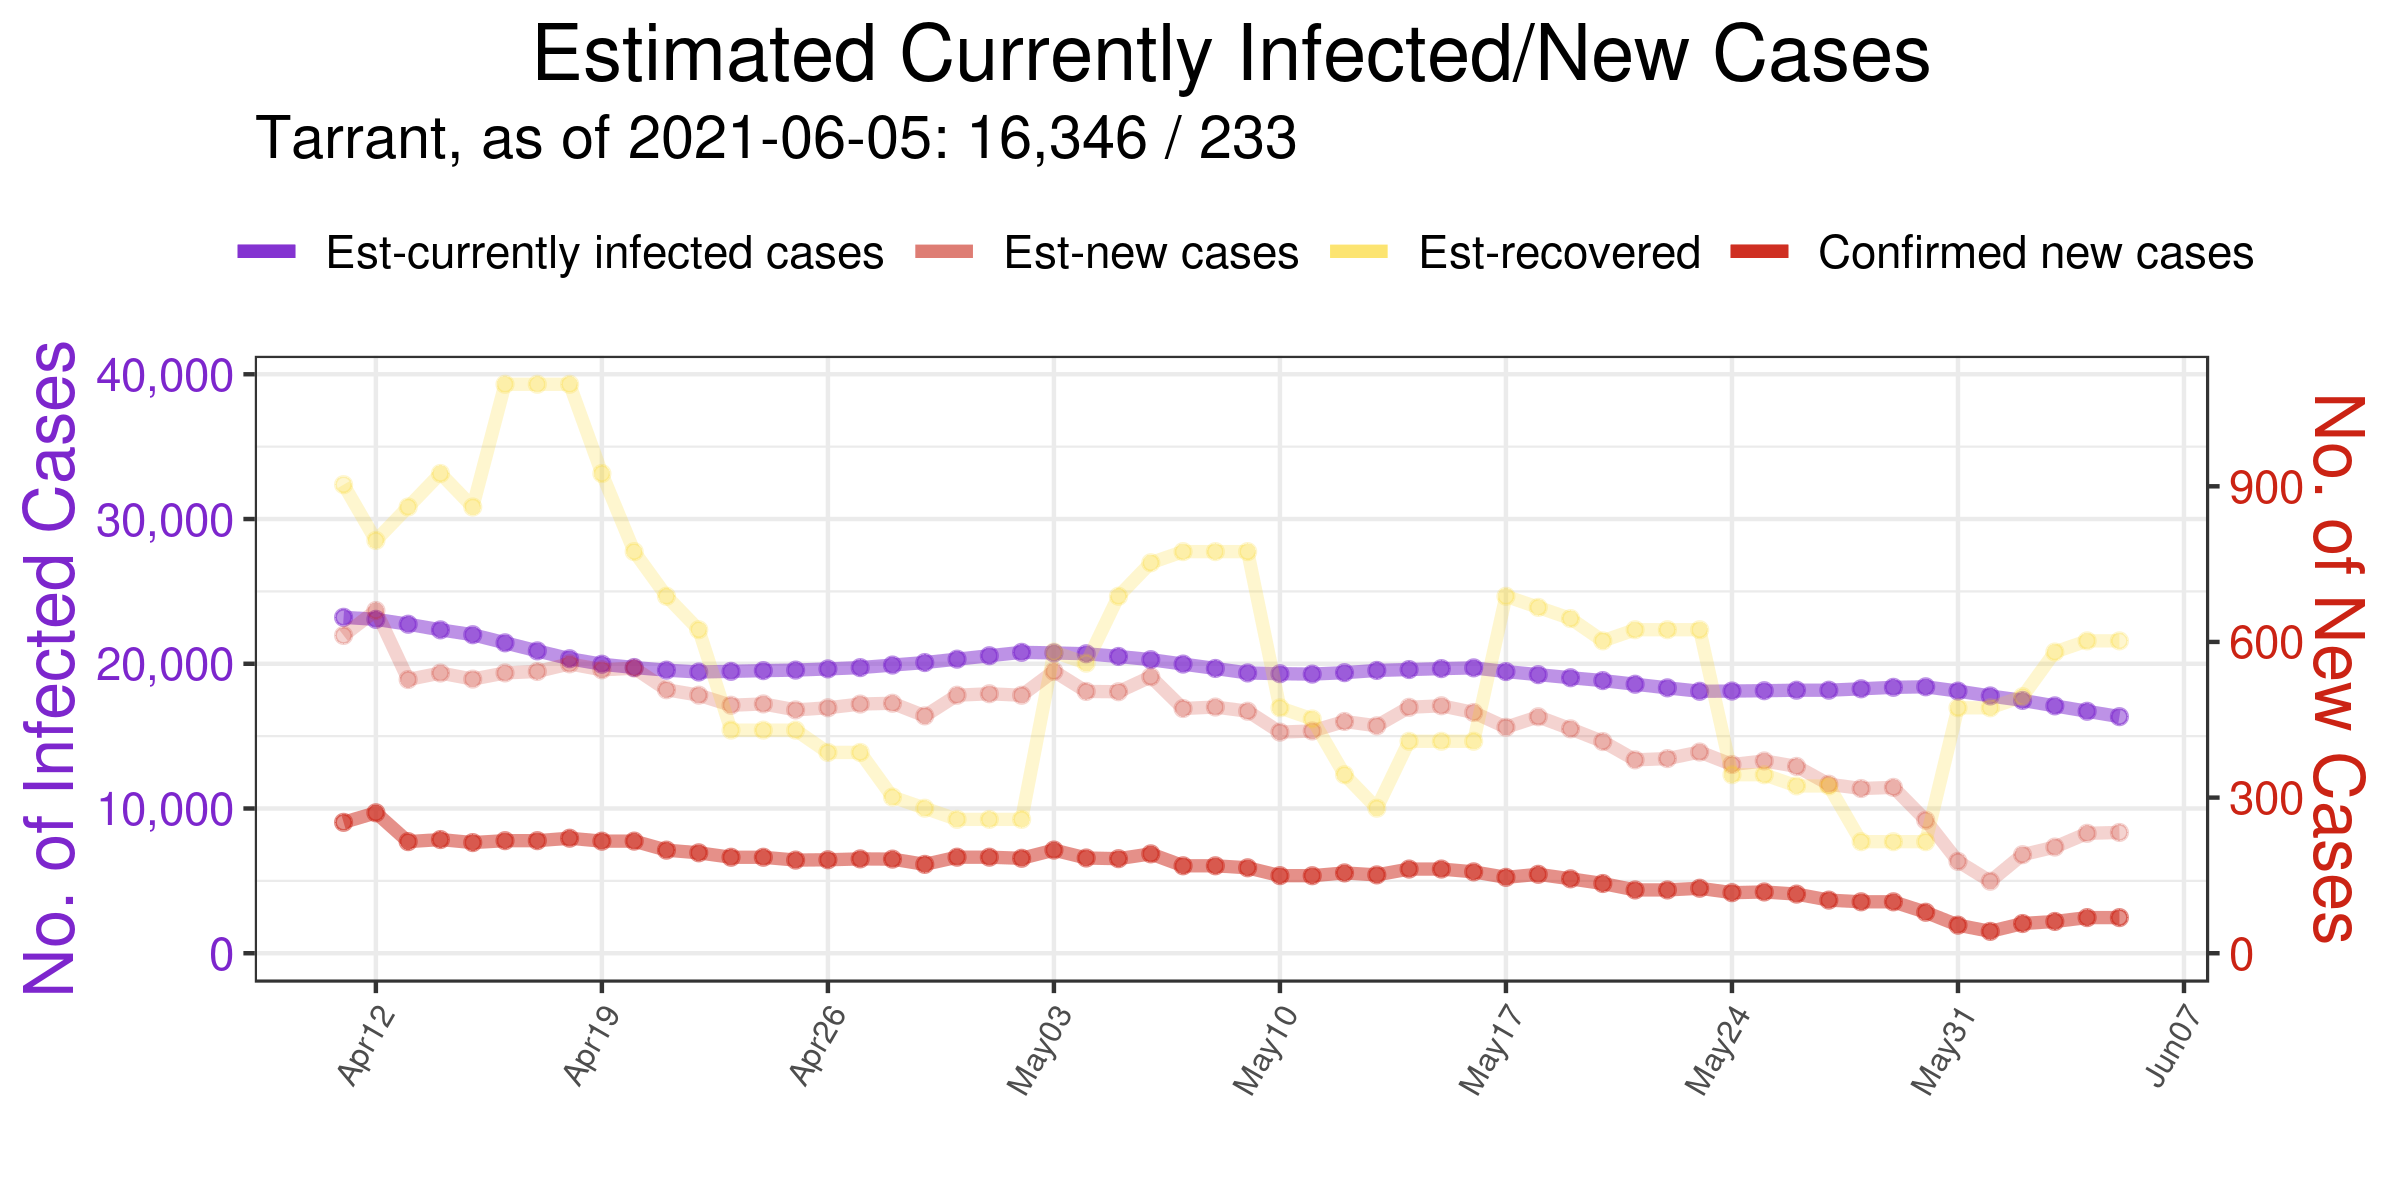 Estimated Currently Infected/New Cases
Tarrant, as of 2021-06-05: 16,346 / 233
Est-currently infected cases Est-new cases Est-recovered Confirmed new cases
No. of Infected Cases
40,000
30,000
20,000
10,000
0
900
600
300
0
No. of New Cases
Apr12 Apr19 Apr26 May03 May10 May17 May24 May31 Jun07